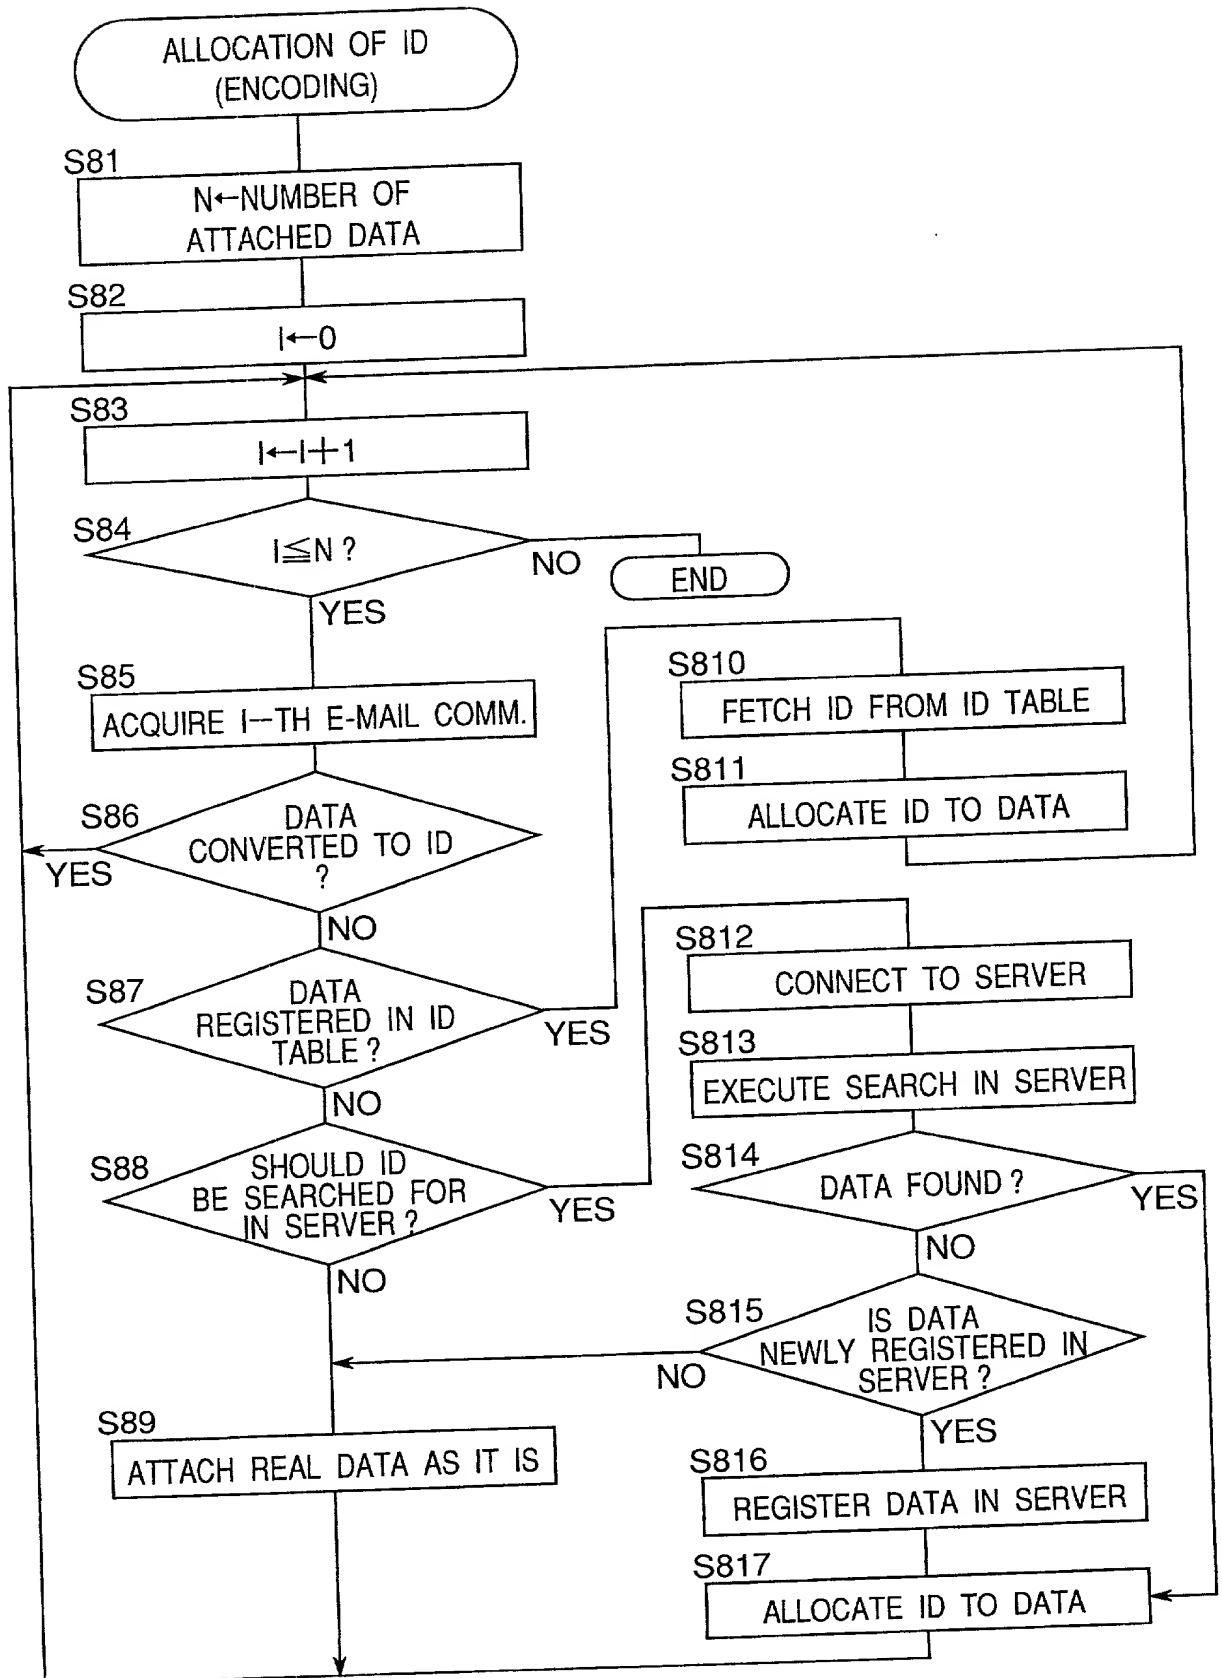 ALLOCATION OF ID
(ENCODING)
S81
N←NUMBER OF
ATTACHED DATA
S82
I←0
S83
I←I+1
S84
I≦N?
NO
END
YES
S85
ACQUIRE I-TH E-MAIL COMM.
S86
DATA
CONVERTED TO ID
?
YES
NO
S87
DATA
REGISTERED IN ID
TABLE?
YES
NO
S88
SHOULD ID
BE SEARCHED FOR
IN SERVER?
YES
NO
S89
ATTACH REAL DATA AS IT IS
S810
FETCH ID FROM ID TABLE
S811
ALLOCATE ID TO DATA
S812
CONNECT TO SERVER
S813
EXECUTE SEARCH IN SERVER
S814
DATA FOUND?
YES
NO
S815
IS DATA
NEWLY REGISTERED IN
SERVER?
NO
YES
S816
REGISTER DATA IN SERVER
S817
ALLOCATE ID TO DATA